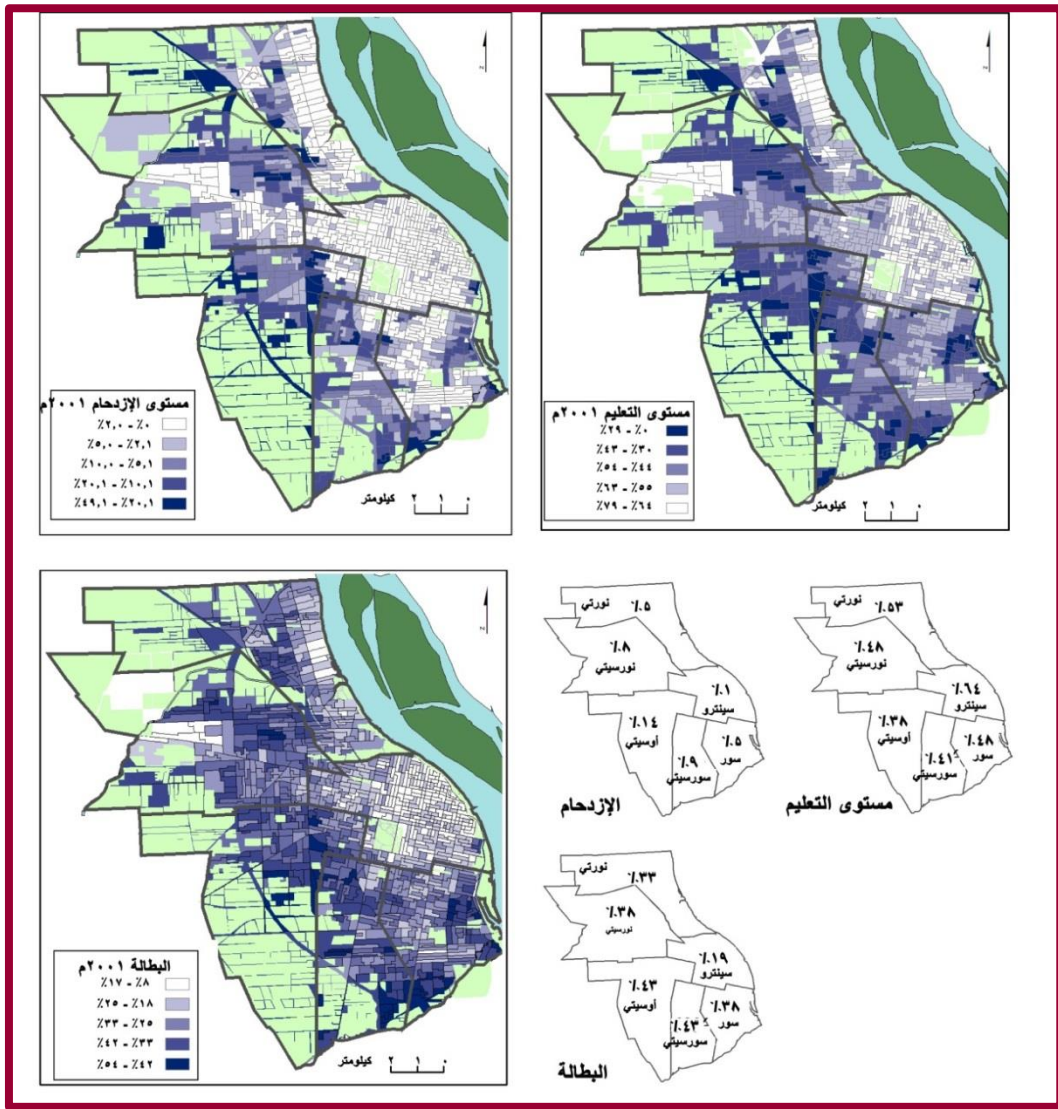 مستوى الإزدحام ٢٠٠١م
٪٢,٠ - ٪٠
٪٥,٠ - ٪٢,١
٪١٠,٠ - ٪٥,١
٪٢٠,١ - ٪١٠,١
٪٤٩,١ - ٪٢٠,١
كيلومتر
٢ ١ ٠
مستوى التعليم ٢٠٠١م
٪٢٩ - ٪٠
٪٤٣ - ٪٣٠
٪٥٤ - ٪٤٤
٪٦٣ - ٪٥٥
٪٧٩ - ٪٦٤
كيلومتر
٢ ١ ٠
البطالة ٢٠٠١م
٪١٧ - ٪٨
٪٢٥ - ٪١٨
٪٣٣ - ٪٢٥
٪٤٢ - ٪٣٣
٪٥٤ - ٪٤٢
كيلومتر
٢ ١ ٠
٪٥
نورتي
٪٨
نورسيتي
٪١
سينترو
٪١٤
أوسيتي
٪٩
سورسيتي
٪٥
سور
الإزدحام
٪٥٣
٪٤٨
نورسيتي
٪٦٤
سينترو
٪٣٨
أوسيتي
٪٤١
سورسيتي
٪٤٨
سور
مستوى التعليم
نورتي
٪٣٣
٪٣٨
نورسيتي
٪١٩
سينترو
٪٤٣
أوسيتي
٪٤٣
سورسيتي
٪٣٨
سور
البطالة